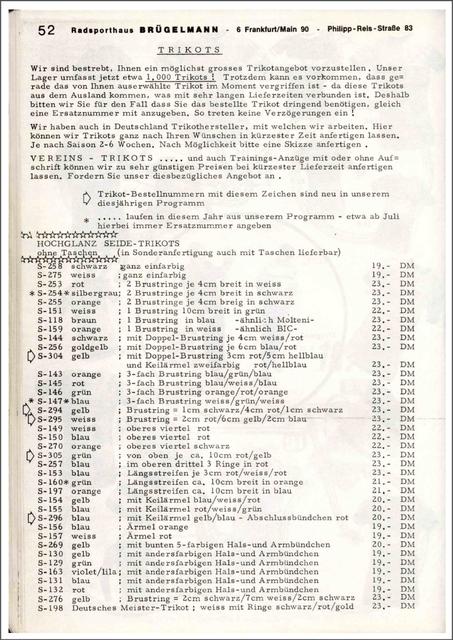 52 Radsporthaus BRÜGELMANN - 6 Frankfurt/Main 90 - Philipp-Reis-Straße 83
TRIKOTS
Wir sind bestrebt, Ihnen ein möglichst grosses Trikotangebot vorzustellen. Unser
Lager umfasst jetzt etwa 1,000 Trikots ! Trotzdem kann es vorkommen, dass ge=
rade das von Ihnen auserwählte Trikot im Moment vergriffen ist - da diese Trikots
aus dem Ausland kommen, was mit sehr langen Lieferzeiten verbunden ist. Deshalb
bitten wir Sie für den Fall dass Sie das bestellte Trikot dringend benötigen, gleich
eine Ersatznummer mit anzugeben. So treten keine Verzögerungen ein !
Wir haben auch in Deutschland Trikothersteller, mit welchen wir arbeiten. Hier
können wir Trikots ganz nach Ihren Wünschen in kürzester Zeit anfertigen lassen.
Je nach Saison 2-6 Wochen. Nach Möglichkeit bitte eine Skizze anfertigen .
VEREINS - TRIKOTS ..... und auch Trainings-Anzüge mit oder ohne Auf=
schrift können wir zu sehr günstigen Preisen bei kürzester Lieferzeit anfertigen
lassen. Fordern Sie unser diesbezügliches Angebot an .
Trikot-Bestellnummern mit diesem Zeichen sind neu in unserem
diesjährigen Programm
* ..... laufen in diesem Jahr aus unserem Programm - etwa ab Juli
hierbei immer Ersatznummer angeben
HOCHGLANZ SEIDE-TRIKOTS
ohne Taschen (in Sonderanfertigung auch mit Taschen lieferbar)
S-258 schwarz ganz einfarbig 19,- DM
S-275 weiss ; ganz einfarbig 19,- DM
S-253 rot ; 2 Brustringe je 4cm breit in weiss 23,- DM
* S-254* silbergrau; 2 Brustringe je 4cm breit in schwarz 23,- DM
S-255 orange ; 2 Brustringe je 4cm breig in schwarz 23,- DM
S-151 weiss ; 1 Brustring 10cm breit in grün 22,- DM
S-118 braun ; 1 Brustring in blau -ähnlich Molteni- 23,- DM
S-159 orange ; 1 Brustring in weiss -ähnlich BIC- 22,- DM
S-144 schwarz ; mit Doppel-Brustring je 4cm weiss/rot 23,- DM
S-256 goldgelb ; mit Doppel-Brustring je 6cm blau/rot 23,- DM
S-304 gelb ; mit Doppel-Brustring 3cm rot/5cm hellblau
und Keilärmel zweifarbig rot/hellblau 23,- DM
S-143 orange ; 3-fach Brustring blau/grün/blau 23,- DM
S-145 rot ; 3-fach Brustring blau/weiss/blau 23,- DM
S-146 grün ; 3-fach Brustring orange/rot/orange 23,- DM
* S-147* blau ; 3-fach Brustring weiss/grün/weiss 23,- DM
S-294 gelb ; Brustring = 1cm schwarz/4cm rot/1cm schwarz 23,- DM
S-295 weiss ; Brustring = 2cm rot/6cm gelb/2cm blau 23,- DM
S-149 weiss ; oberes viertel rot 22,- DM
S-150 blau ; oberes viertel rot 22,- DM
S-270 orange ; oberes viertel schwarz 22,- DM
S-305 grün ; von oben je ca. 10cm rot/gelb 23,- DM
S-257 blau ; im oberen drittel 3 Ringe in rot 23,- DM
S-153 blau ; Längsstreifen je 3cm rot/weiss/rot 23,- DM
S-160* grün ; Längsstreifen ca. 10cm breit in orange 21,- DM
S-197 orange ; Längsstreifen ca. 10cm breit in blau 21,- DM
S-154 gelb ; mit Keilärmel blau/weiss/rot 20,- DM
S-155 blau ; mit Keilärmel rot/weiss/grün 20,- DM
S-296 blau ; mit Keilärmel gelb/blau - Abschlussbündchen rot 20,- DM
S-156 blau ; Ärmel orange 19,- DM
S-157 weiss ; Ärmel rot 19,- DM
S-269 gelb ; mit bunten 5-farbigen Hals-und Armbündchen 20,- DM
S-130 gelb ; mit andersfarbigen Hals-und Armbündchen 19,- DM
S-129 grün ; mit andersfarbigen Hals-und Armbündchen 19,- DM
S-163 violet/lila; mit andersfarbigen Hals-und Armbündchen 19,- DM
S-131 blau ; mit andersfarbigen Hals-und Armbündchen 19,- DM
S-132 rot ; mit andersfarbigen Hals-und Armbündchen 19,- DM
S-276 gelb ; Brustring = 2cm schwarz/7cm weiss/2cm schwarz 23,- DM
S-198 Deutsches Meister-Trikot ; weiss mit Ringe schwarz/rot/gold 23,- DM